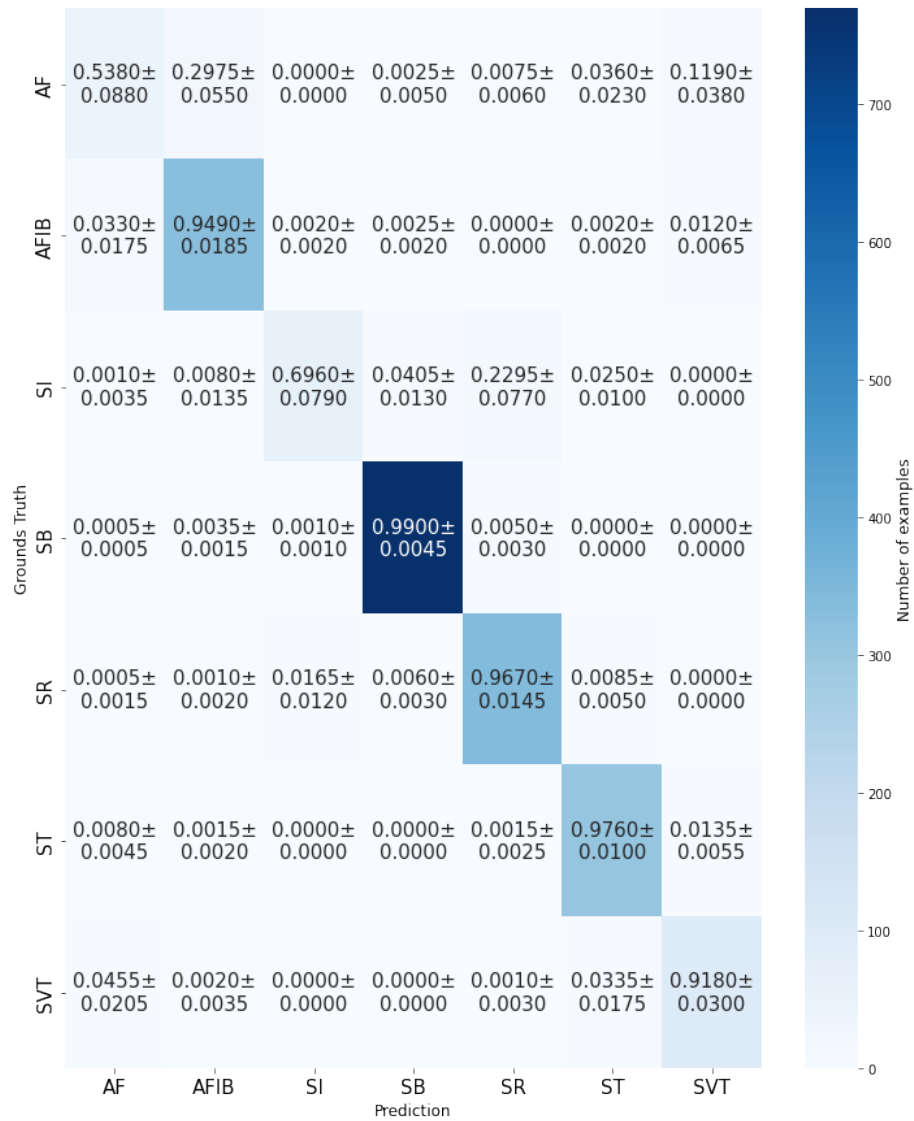 0.5380± 0.2975± 0.0000± 0.0025± 0.0075± 0.0360± 0.1190±
AF
0.0880 0.0550 0.0000 0.0050 0.0060 0.0230 0.0380
0.0330± 0.9490± 0.0020± 0.0025± 0.0000± 0.0020± 0.0120±
AFIB
0.0175 0.0185 0.0020 0.0020 0.0000 0.0020 0.0065
0.0010± 0.0080± 0.6960± 0.0405± 0.2295± 0.0250± 0.0000±
SI
0.0035 0.0135 0.0790 0.0130 0.0770 0.0100 0.0000
Grounds Truth
0.0005± 0.0035± 0.0010± 0.9900± 0.0050± 0.0000± 0.0000±
SB
0.0005 0.0015 0.0010 0.0045 0.0030 0.0000 0.0000
0.0005± 0.0010± 0.0165± 0.0060± 0.9670± 0.0085± 0.0000±
SR
0.0015 0.0020 0.0120 0.0030 0.0145 0.0050 0.0000
0.0080± 0.0015± 0.0000± 0.0000± 0.0015± 0.9760± 0.0135±
ST
0.0045 0.0020 0.0000 0.0000 0.0025 0.0100 0.0055
0.0455± 0.0020± 0.0000± 0.0000± 0.0010± 0.0335± 0.9180±
SVT
0.0205 0.0035 0.0000 0.0000 0.0030 0.0175 0.0300
AF AFIB SI SB SR ST SVT
Prediction
700
600
500
400
300
200
100
0
Number of examples